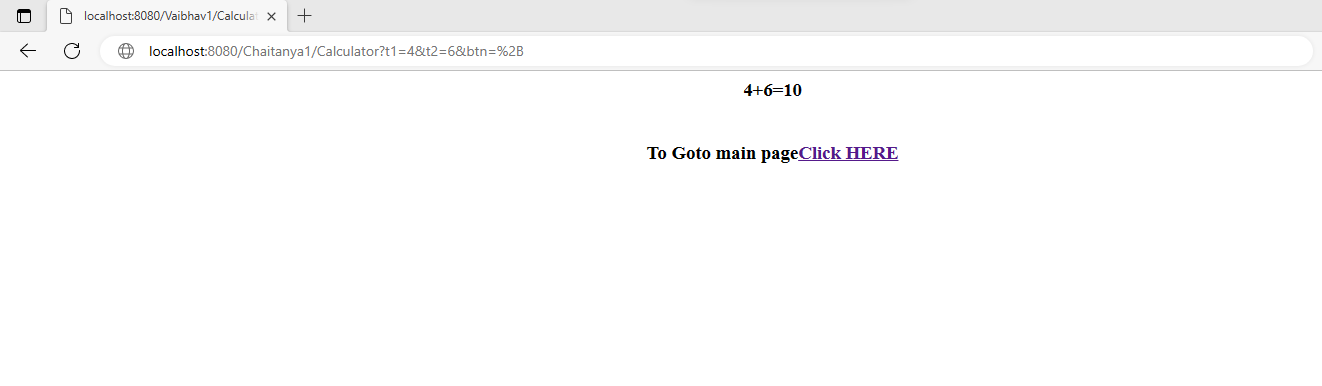 localhost:8080/Vaibhav1/Calculat
localhost:8080/Chaitanya1/Calculator?t1=4&t2=6&btn=%2B
4+6=10
To Goto main pageClick HERE